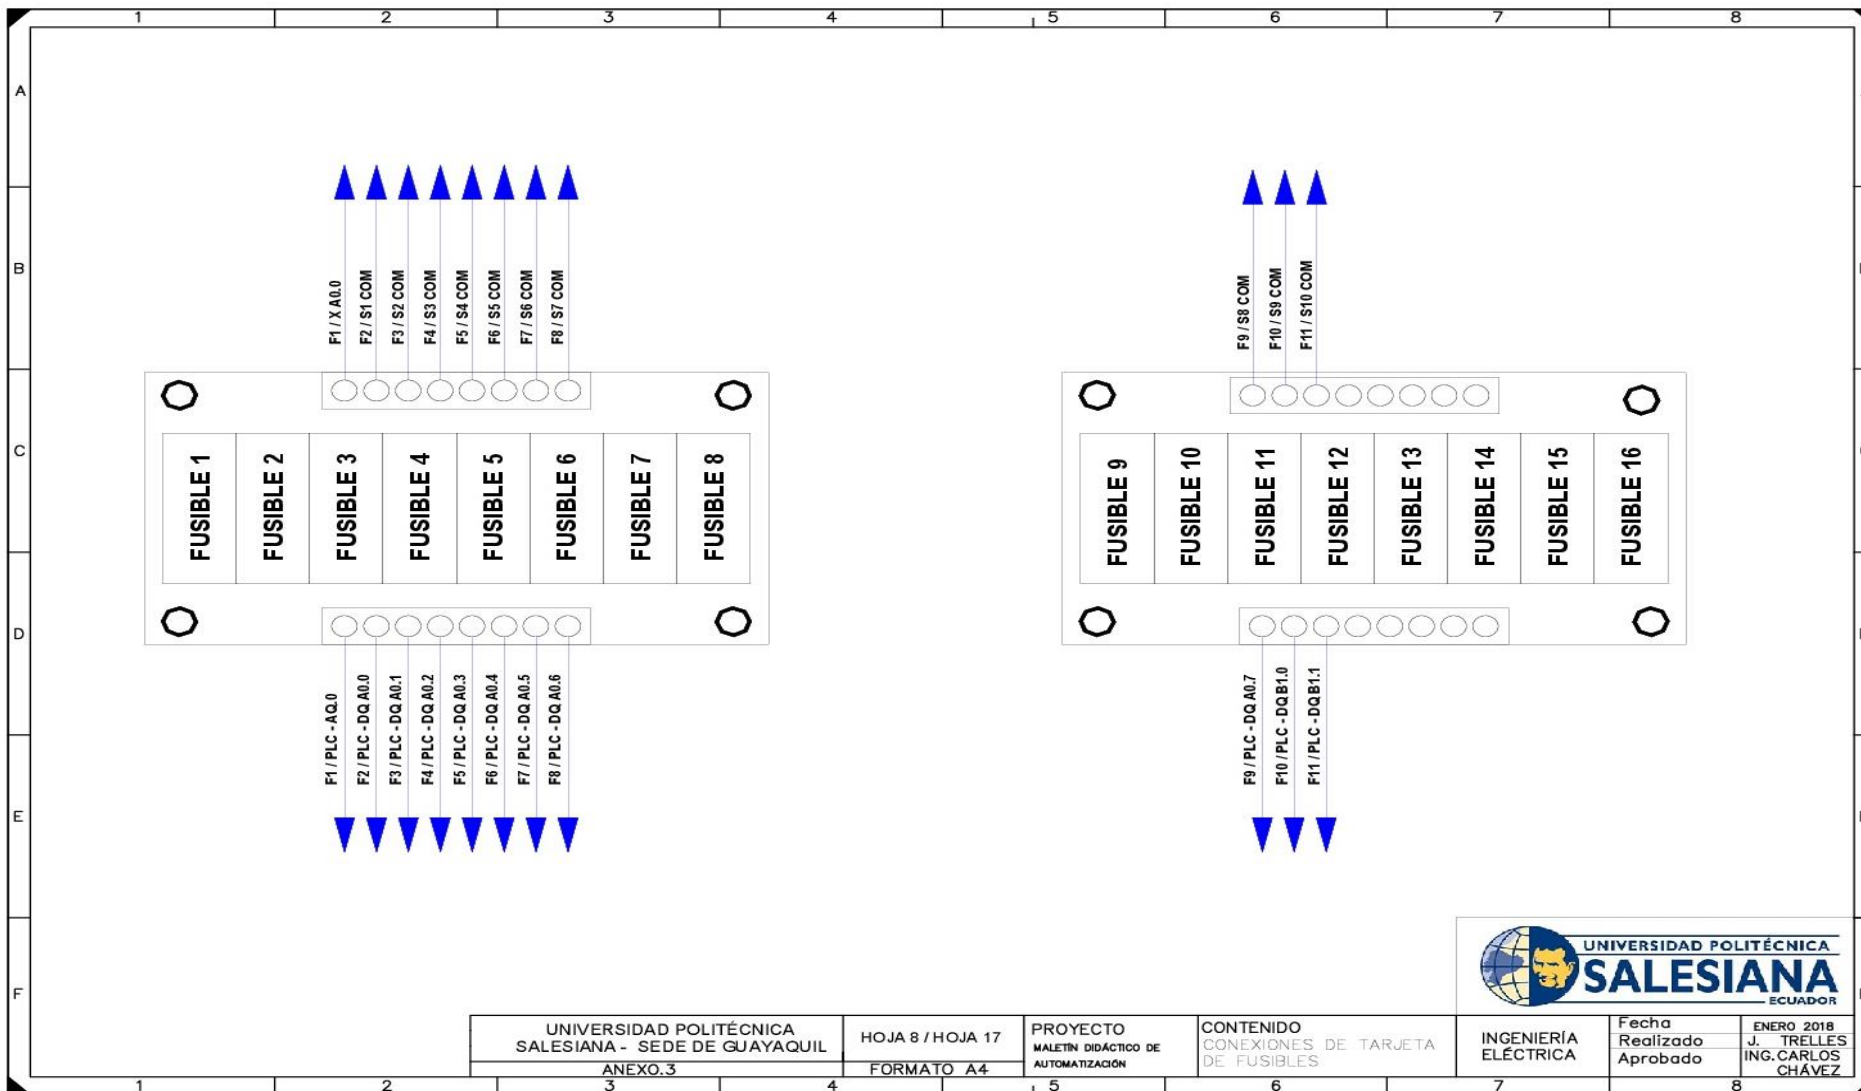 1 2 3 4 5 6 7 8
A
B
C
D
E
F
F1 / X A0.0
F2 / S1 COM
F3 / S2 COM
F4 / S3 COM
F5 / S4 COM
F6 / S5 COM
F7 / S6 COM
F8 / S7 COM
F9 / S8 COM
F10 / S9 COM
F11 / S10 COM
FUSIBLE 1
FUSIBLE 2
FUSIBLE 3
FUSIBLE 4
FUSIBLE 5
FUSIBLE 6
FUSIBLE 7
FUSIBLE 8
FUSIBLE 9
FUSIBLE 10
FUSIBLE 11
FUSIBLE 12
FUSIBLE 13
FUSIBLE 14
FUSIBLE 15
FUSIBLE 16
F1 / PLC - AQ.0
F2 / PLC - DQ A0.0
F3 / PLC - DQ A0.1
F4 / PLC - DQ A0.2
F5 / PLC - DQ A0.3
F6 / PLC - DQ A0.4
F7 / PLC - DQ A0.5
F8 / PLC - DQ A0.6
F9 / PLC - DQ A0.7
F10 / PLC - DQ B1.0
F11 / PLC - DQ B1.1
UNIVERSIDAD POLITÉCNICA
SALESIANA
ECUADOR
UNIVERSIDAD POLITÉCNICA
SALESIANA - SEDE DE GUAYAQUIL
ANEXO.3
HOJA 8 / HOJA 17
FORMATO A4
PROYECTO
MALETÍN DIDÁCTICO DE
AUTOMATIZACIÓN
CONTENIDO
CONEXIONES DE TARJETA
DE FUSIBLES
INGENIERÍA
ELÉCTRICA
Fecha
Realizado
Aprobado
ENERO 2018
J. TRELLES
ING. CARLOS
CHÁVEZ
1 2 3 4 5 6 7 8